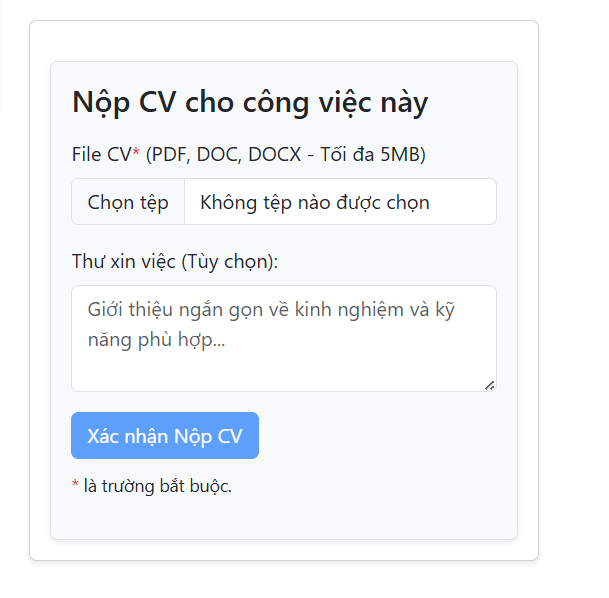 Nộp CV cho công việc này
File CV* (PDF, DOC, DOCX - Tối đa 5MB)
Chọn tệp Không tệp nào được chọn
Thư xin việc (Tùy chọn):
Giới thiệu ngắn gọn về kinh nghiệm và kỹ
năng phù hợp...
Xác nhận Nộp CV
* là trường bắt buộc.